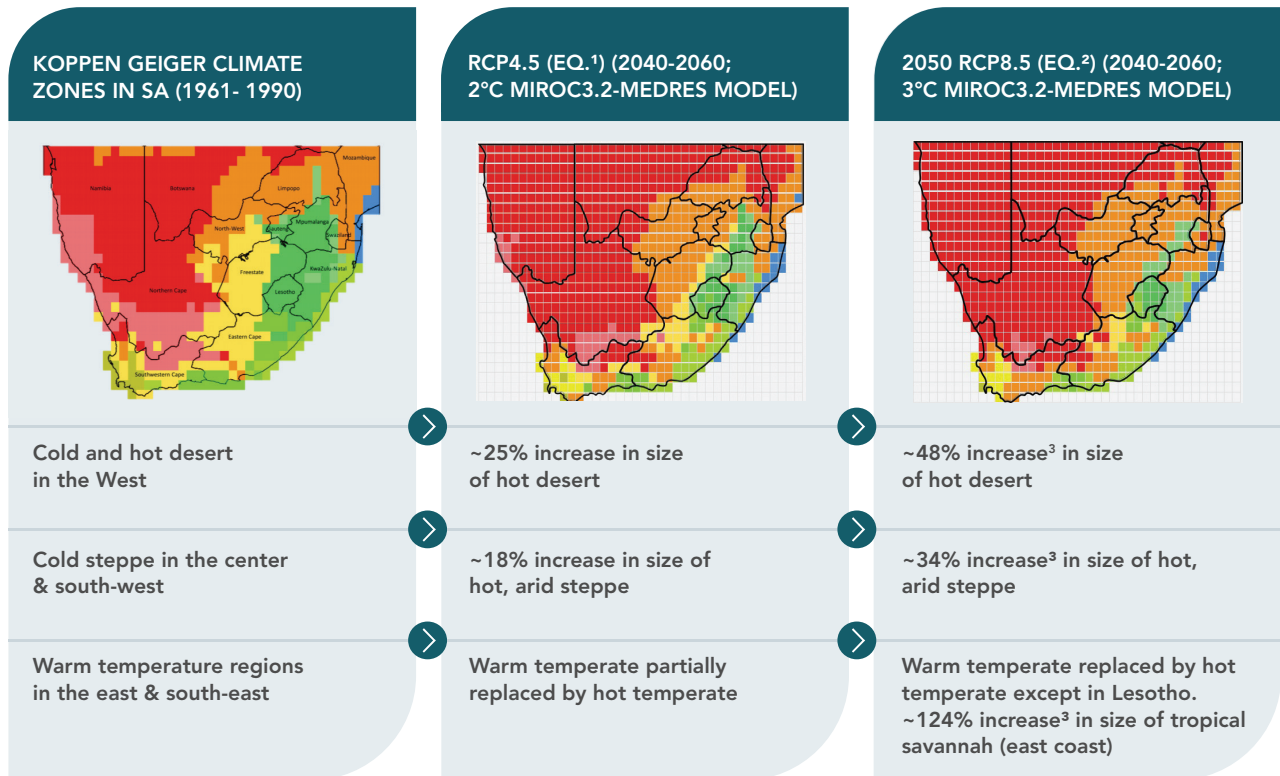 KOPPEN GEIGER CLIMATE
ZONES IN SA (1961- 1990)
RCP4.5 (EQ.¹) (2040-2060;
2°C MIROC3.2-MEDRES MODEL)
2050 RCP8.5 (EQ.²) (2040-2060;
3°C MIROC3.2-MEDRES MODEL)
Mozambique
Namibia
Botswana
Limpopo
Mpumalanga
North-West
Gauteng
Swaziland
Freestate
KwaZulu-Natal
Northern Cape
Lesotho
Eastern Cape
Southwestern Cape
Cold and hot desert
in the West
~25% increase in size
of hot desert
~48% increase³ in size
of hot desert
Cold steppe in the center
& south-west
~18% increase in size of
hot, arid steppe
~34% increase³ in size of hot,
arid steppe
Warm temperature regions
in the east & south-east
Warm temperate partially
replaced by hot temperate
Warm temperate replaced by hot
temperate except in Lesotho.
~124% increase³ in size of tropical
savannah (east coast)